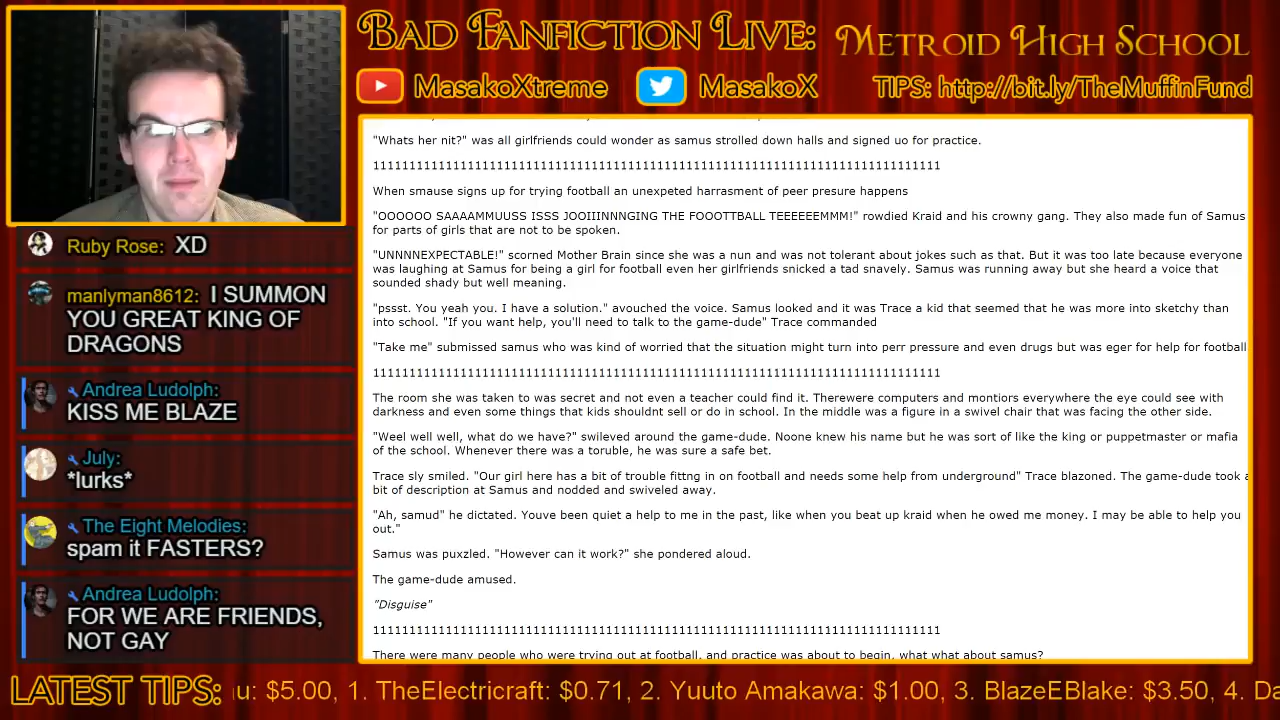 BAD FANFICTION LIVE:
METROID HIGH SCHOOL
MasakoXtreme
MasakoX
TIPS: http://bit.ly/TheMuffinFund
Ruby Rose: XD
manlyman8612: I SUMMON
YOU GREAT KING OF
DRAGONS
Andrea Ludolph:
KISS ME BLAZE
July:
*lurks*
The Eight Melodies:
spam it FASTERS?
Andrea Ludolph:
FOR WE ARE FRIENDS,
NOT GAY
"Whats her nit?" was all girlfriends could wonder as samus strolled down halls and signed uo for practice.
111111111111111111111111111111111111111111111111111111111111111111111111111111
When smause signs up for trying football an unexpeted harrasment of peer presure happens
"OOOOOO SAAAAMMUUSS ISSS JOOIIINNNGING THE FOOOTTBALL TEEEEEEMMM!" rowdied Kraid and his crowny gang. They also made fun of Samus
for parts of girls that are not to be spoken.
"UNNNNEXPECTABLE!" scorned Mother Brain since she was a nun and was not tolerant about jokes such as that. But it was too late because everyone
was laughing at Samus for being a girl for football even her girlfriends snicked a tad snavely. Samus was running away but she heard a voice that
sounded shady but well meaning.
"pssst. You yeah you. I have a solution." avouched the voice. Samus looked and it was Trace a kid that seemed that he was more into sketchy than
into school. "If you want help, you'll need to talk to the game-dude" Trace commanded
"Take me" submissed samus who was kind of worried that the situation might turn into perr pressure and even drugs but was eger for help for football
111111111111111111111111111111111111111111111111111111111111111111111111111111
The room she was taken to was secret and not even a teacher could find it. Therewere computers and montiors everywhere the eye could see with
darkness and even some things that kids shouldnt sell or do in school. In the middle was a figure in a swivel chair that was facing the other side.
"Weel well well, what do we have?" swileved around the game-dude. Noone knew his name but he was sort of like the king or puppetmaster or mafia
of the school. Whenever there was a toruble, he was sure a safe bet.
Trace sly smiled. "Our girl here has a bit of trouble fittng in on football and needs some help from underground" Trace blazoned. The game-dude took a
bit of description at Samus and nodded and swiveled away.
"Ah, samud" he dictated. Youve been quiet a help to me in the past, like when you beat up kraid when he owed me money. I may be able to help you
out."
Samus was puxzled. "However can it work?" she pondered aloud.
The game-dude amused.
"Disguise"
111111111111111111111111111111111111111111111111111111111111111111111111111111
There were many people who were trying out at football, and practice was about to begin, what what about samus?
LATEST TIPS: u: $5.00, 1. TheElectricraft: $0.71, 2. Yuuto Amakawa: $1.00, 3. BlazeEBlake: $3.50, 4. Da